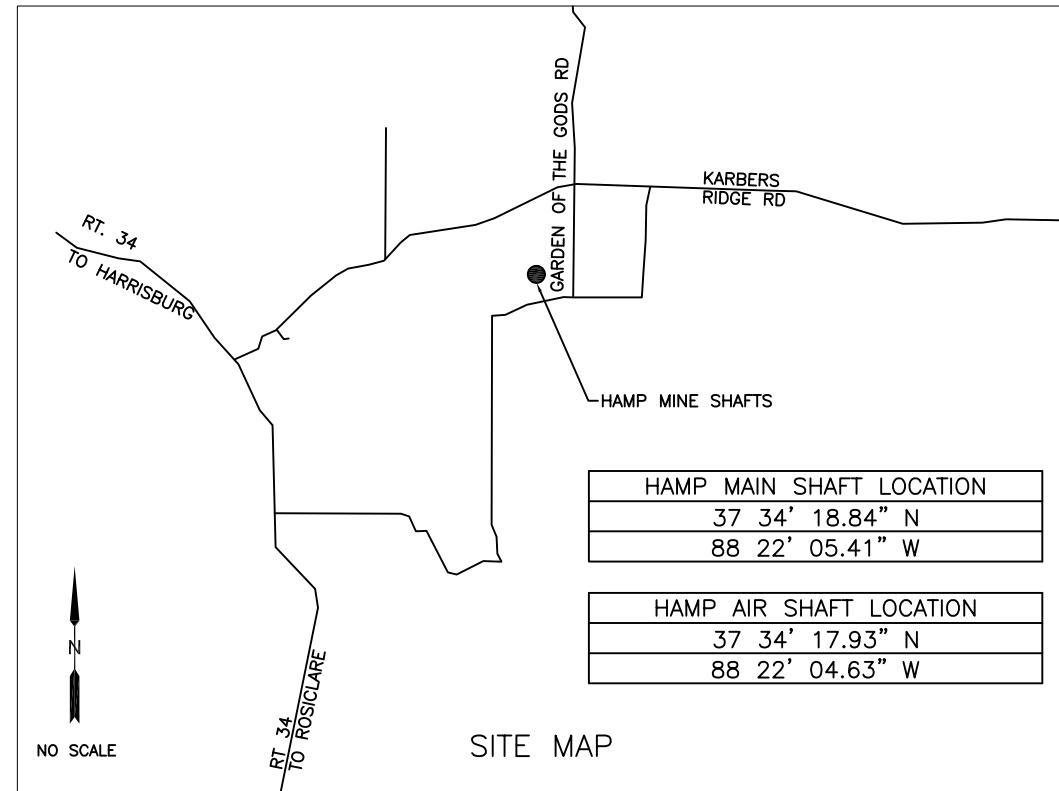 GARDEN OF THE GODS RD
KARBERS
RIDGE RD
RT. 34
TO HARRISBURG
HAMP MINE SHAFTS
HAMP MAIN SHAFT LOCATION
37 34' 18.84" N
88 22' 05.41" W
HAMP AIR SHAFT LOCATION
37 34' 17.93" N
88 22' 04.63" W
N
NO SCALE
RT 34
TO ROSICLARE
SITE MAP